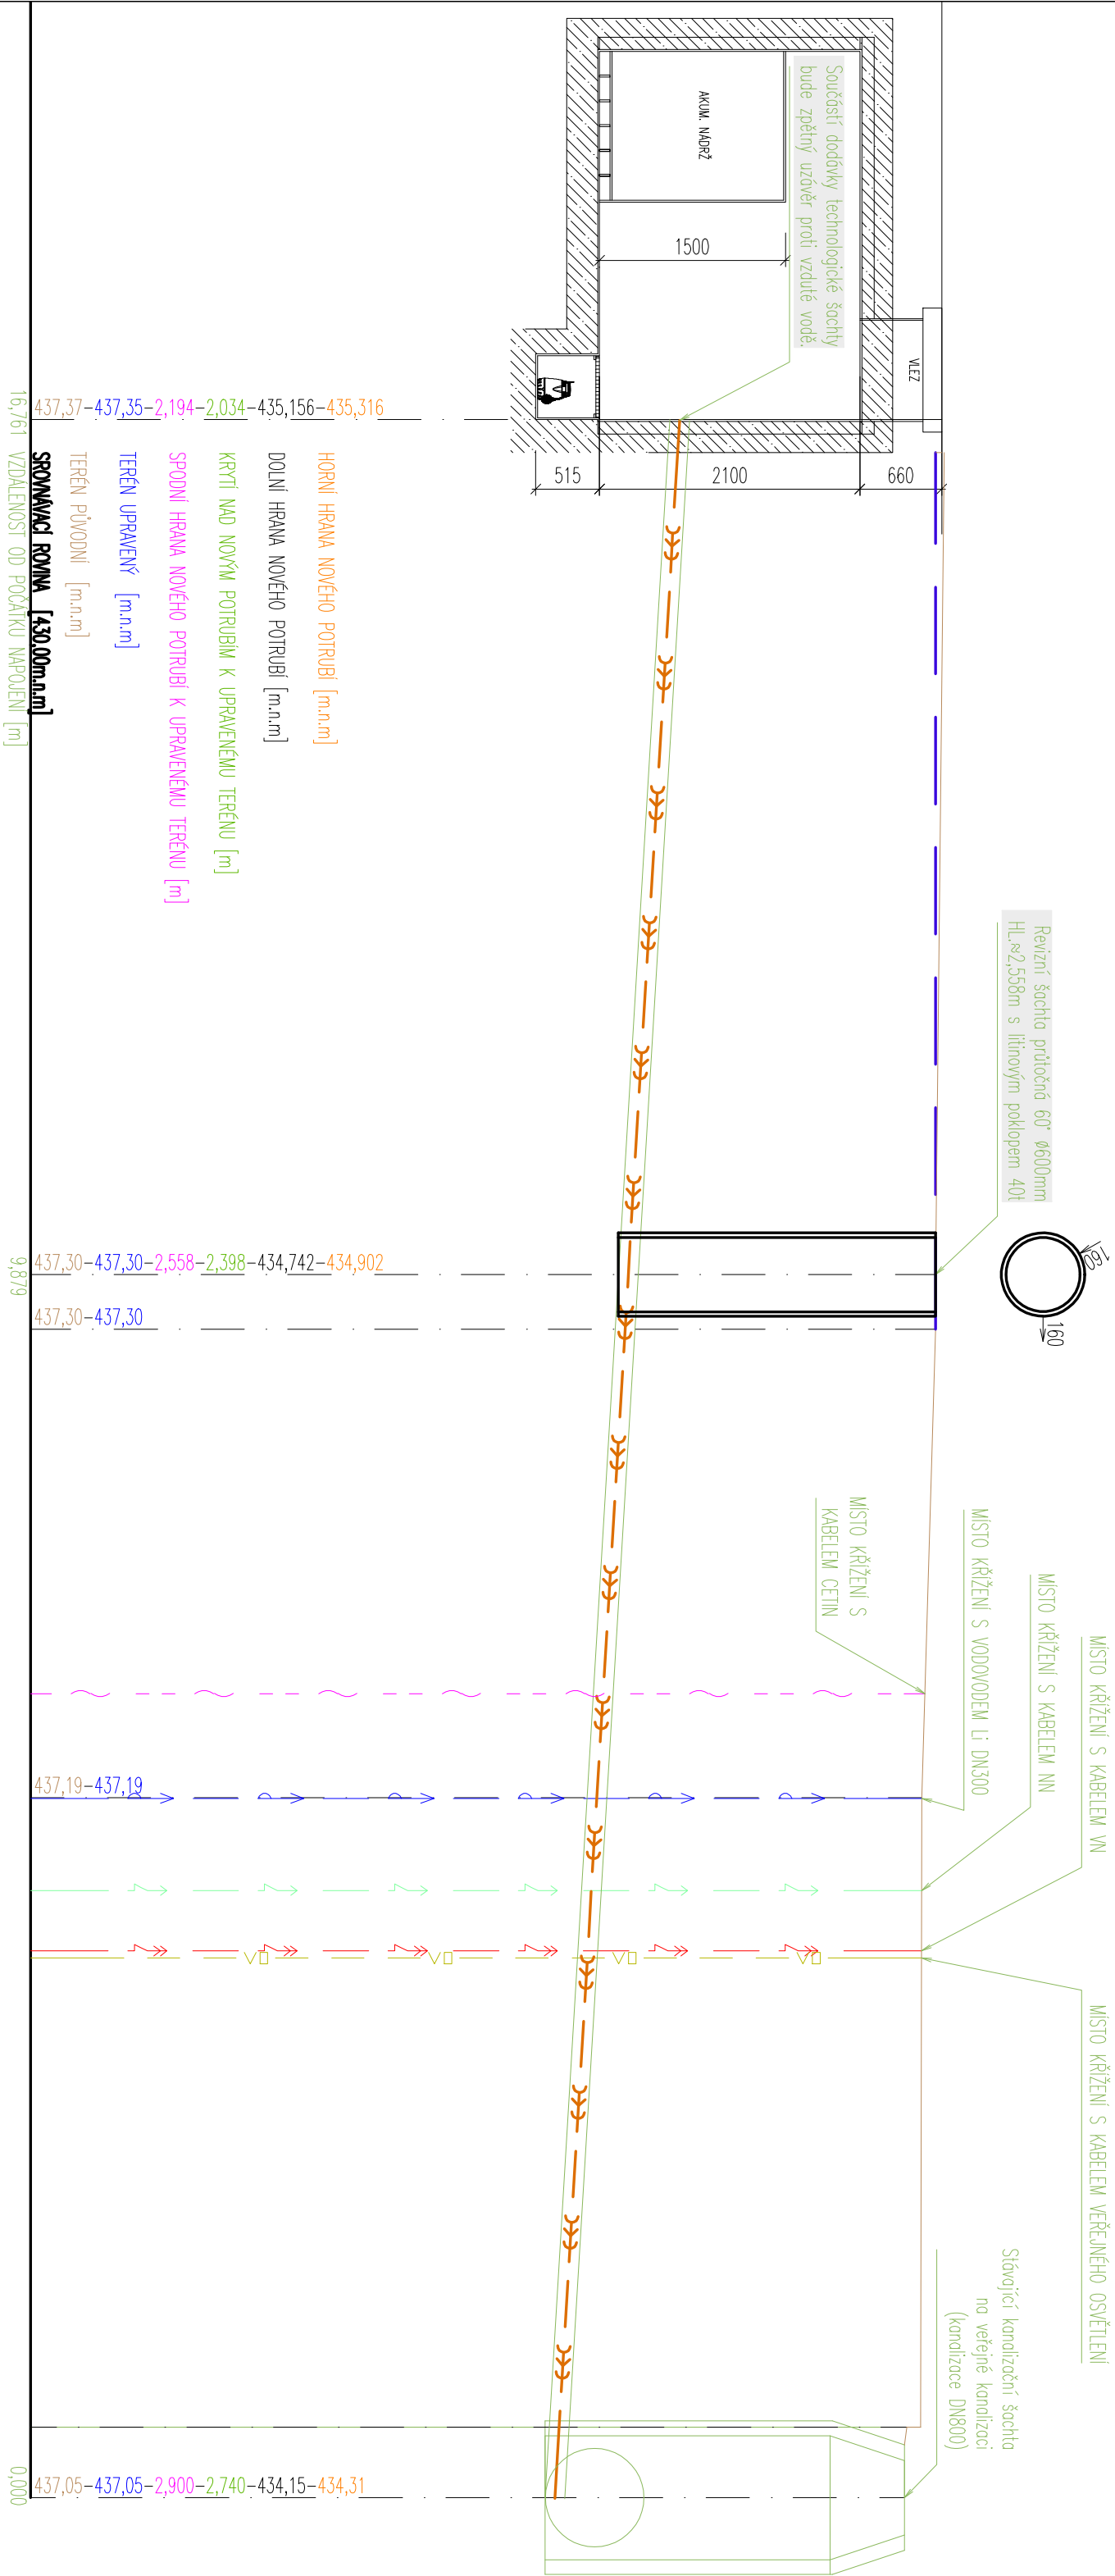 Součástí dodávky technologické šachty
bude zpětný uzávěr proti vzduté vodě.
AKUM. NÁDRŽ
1500
VLEZ
515
2100
660
Revizní šachta průtočná 60° Ø600mm
HL.≈2,558m s litinovým poklopem 40t
160
160
MÍSTO KŘÍŽENÍ S
KABELEM CETIN
MÍSTO KŘÍŽENÍ S VODOVODEM Li DN300
MÍSTO KŘÍŽENÍ S KABELEM NN
MÍSTO KŘÍŽENÍ S KABELEM VN
MÍSTO KŘÍŽENÍ S KABELEM VEŘEJNÉHO OSVĚTLENÍ
Stávající kanalizační šachta
na veřejné kanalizaci
(kanalizace DN800)
HORNÍ HRANA NOVÉHO POTRUBÍ [m.n.m]
DOLNÍ HRANA NOVÉHO POTRUBÍ [m.n.m]
KRYTÍ NAD NOVÝM POTRUBÍM K UPRAVENÉMU TERÉNU [m]
SPODNÍ HRANA NOVÉHO POTRUBÍ K UPRAVENÉMU TERÉNU [m]
TERÉN UPRAVENÝ [m.n.m]
TERÉN PŮVODNÍ [m.n.m]
SROVNÁVACÍ ROVINA [430.00m.n.m]
VZDÁLENOST OD POČÁTKU NAPOJENÍ [m]
437,37-437,35-2,194-2,034-435,156-435,316
16,761
437,30-437,30-2,558-2,398-434,742-434,902
9,879
437,30-437,30
437,19-437,19
437,05-437,05-2,900-2,740-434,15-434,31
0,000
VO
VO
VO
VO